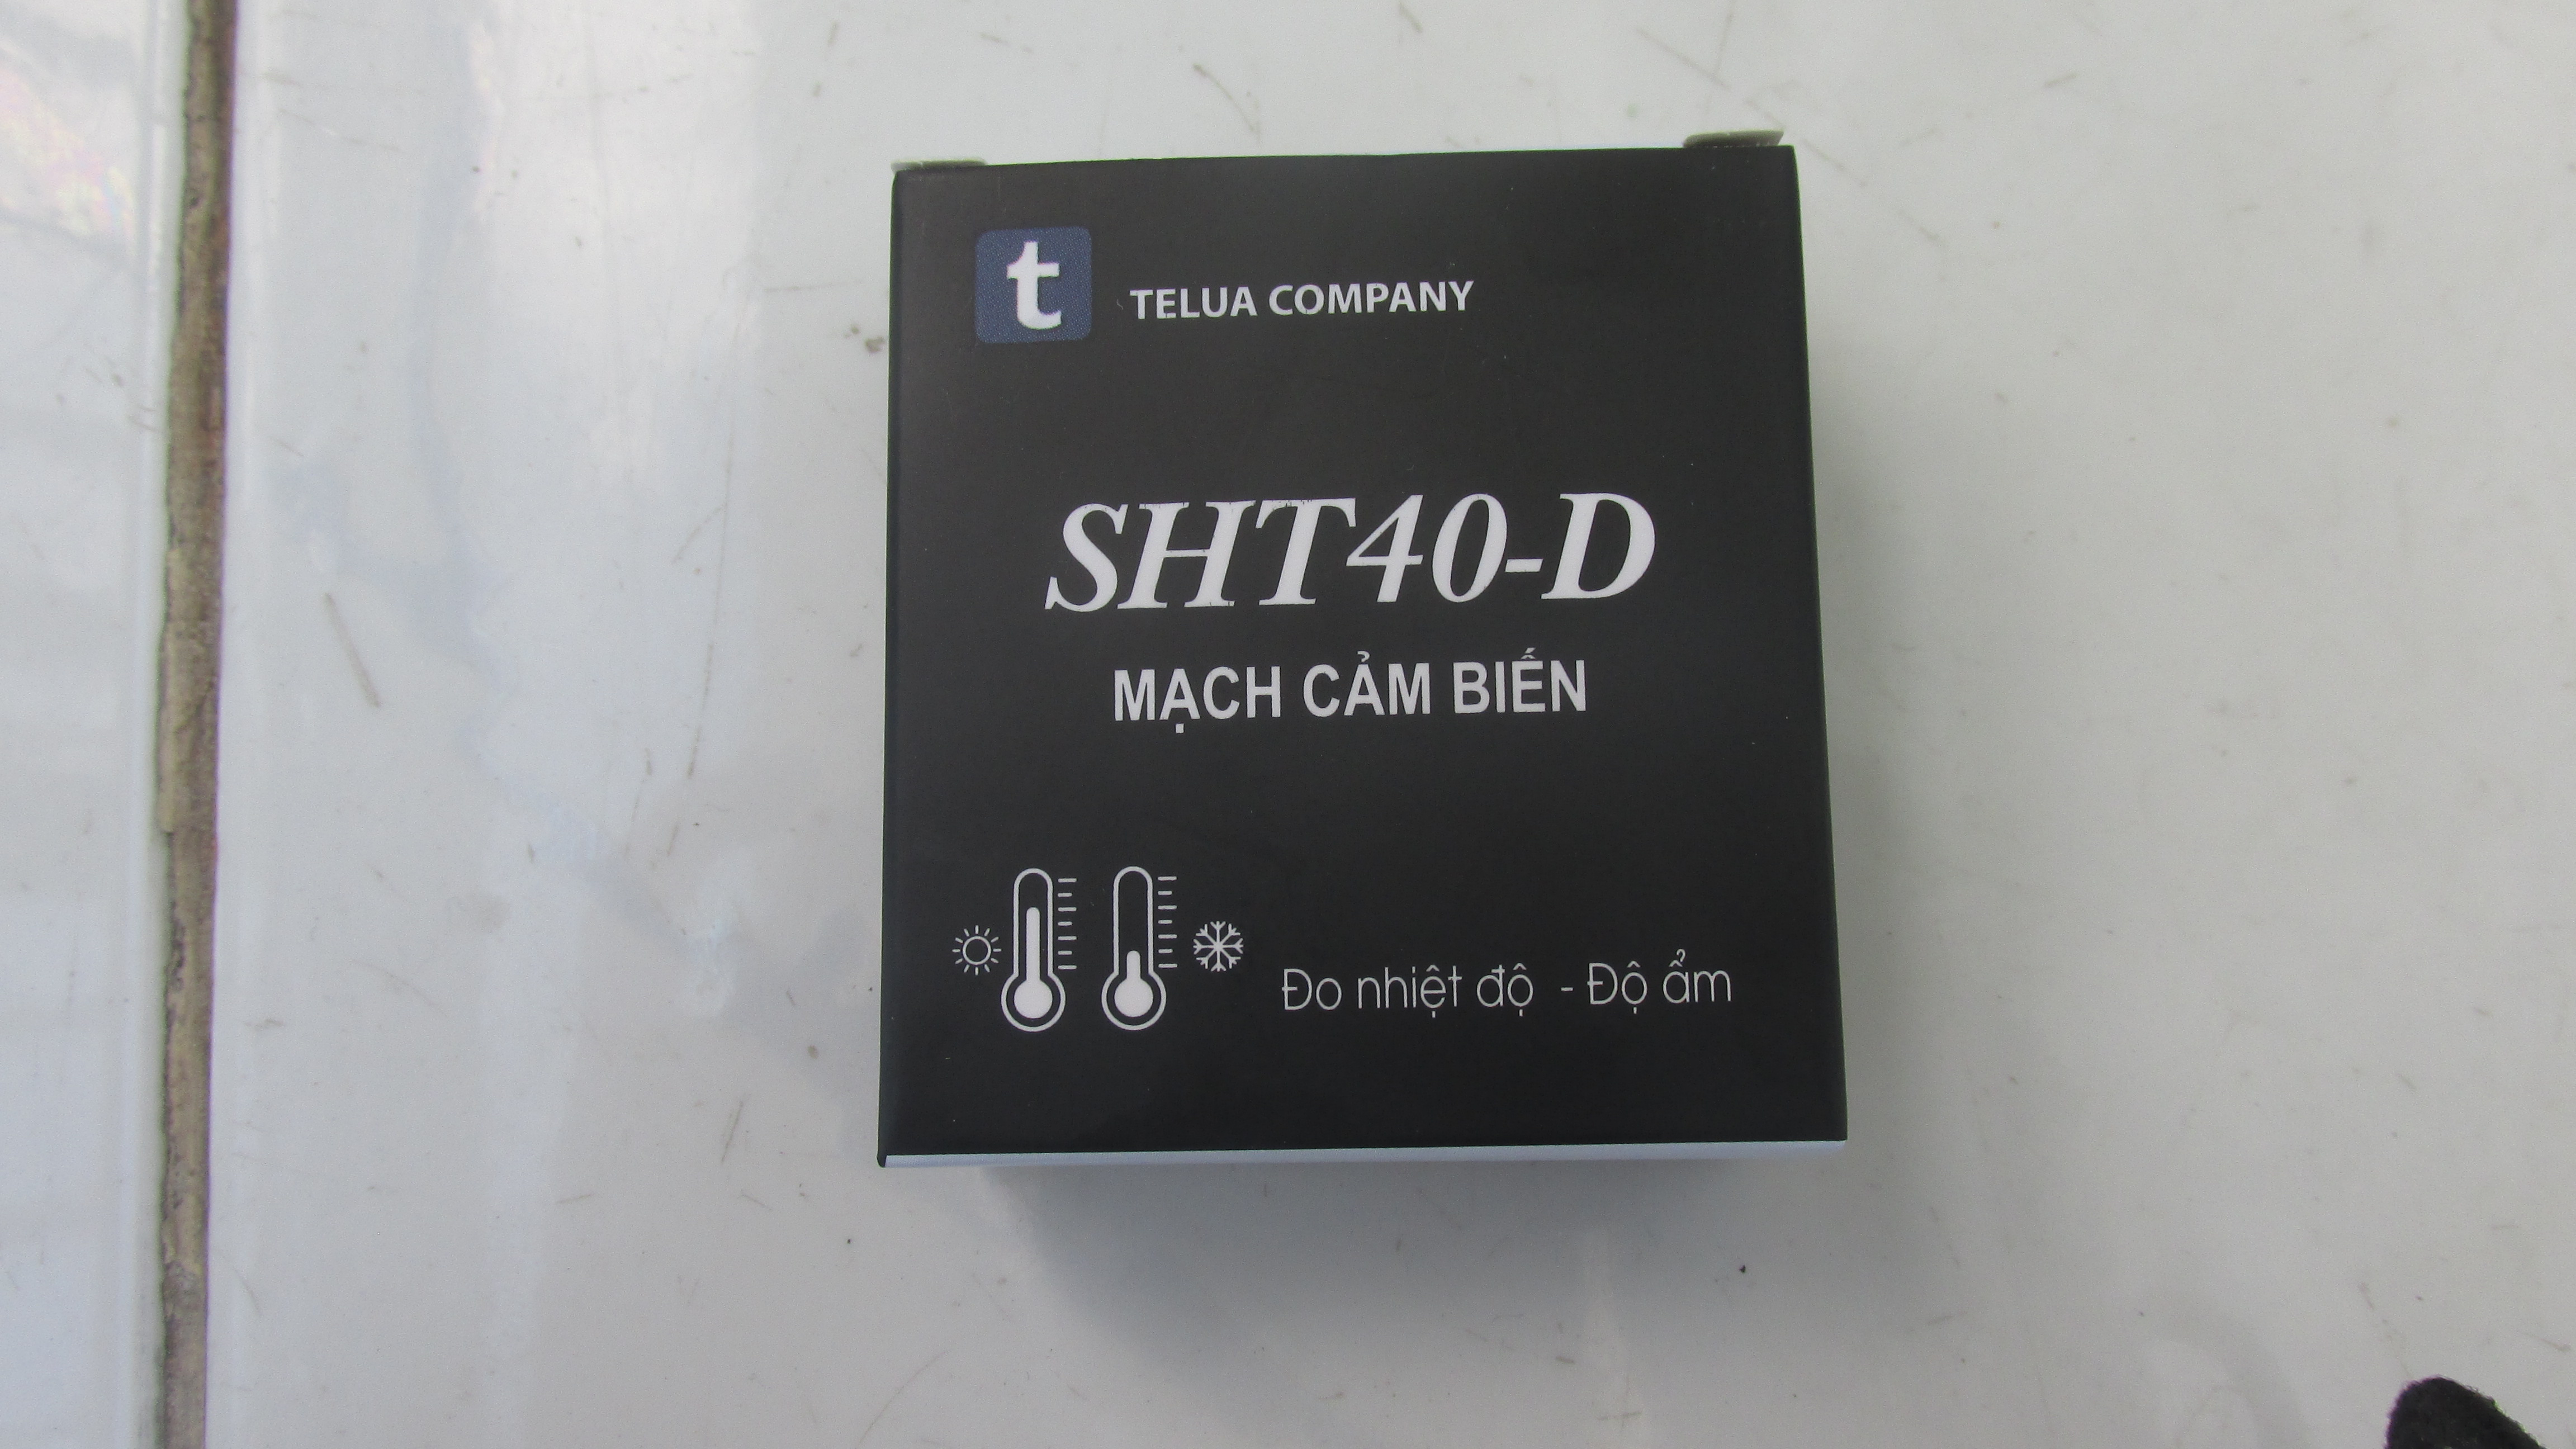 t
TELUA COMPANY
SHT40-D
MẠCH CẢM BIẾN
Đo nhiệt độ - Độ ẩm